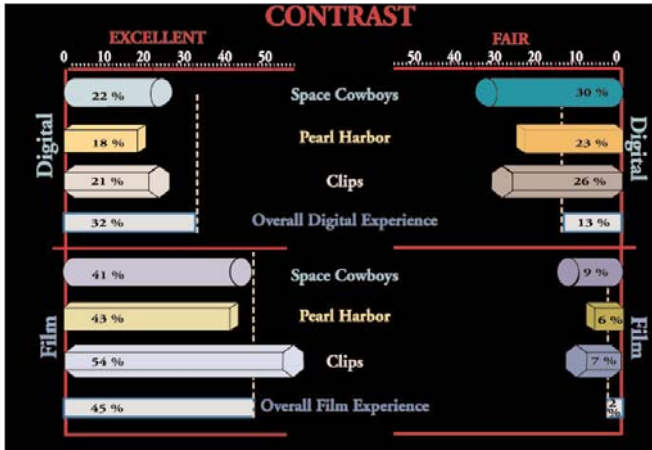 CONTRAST
EXCELLENT FAIR
0 10 20 30 40 50 50 40 30 20 10 0
Digital
22 % Space Cowboys 30 %
18 % Pearl Harbor 23 %
21 % Clips 26 %
32 % Overall Digital Experience 13 %
Digital
Film
41 % Space Cowboys 9 %
43 % Pearl Harbor 6 %
54 % Clips 7 %
45 % Overall Film Experience 2 %
Film